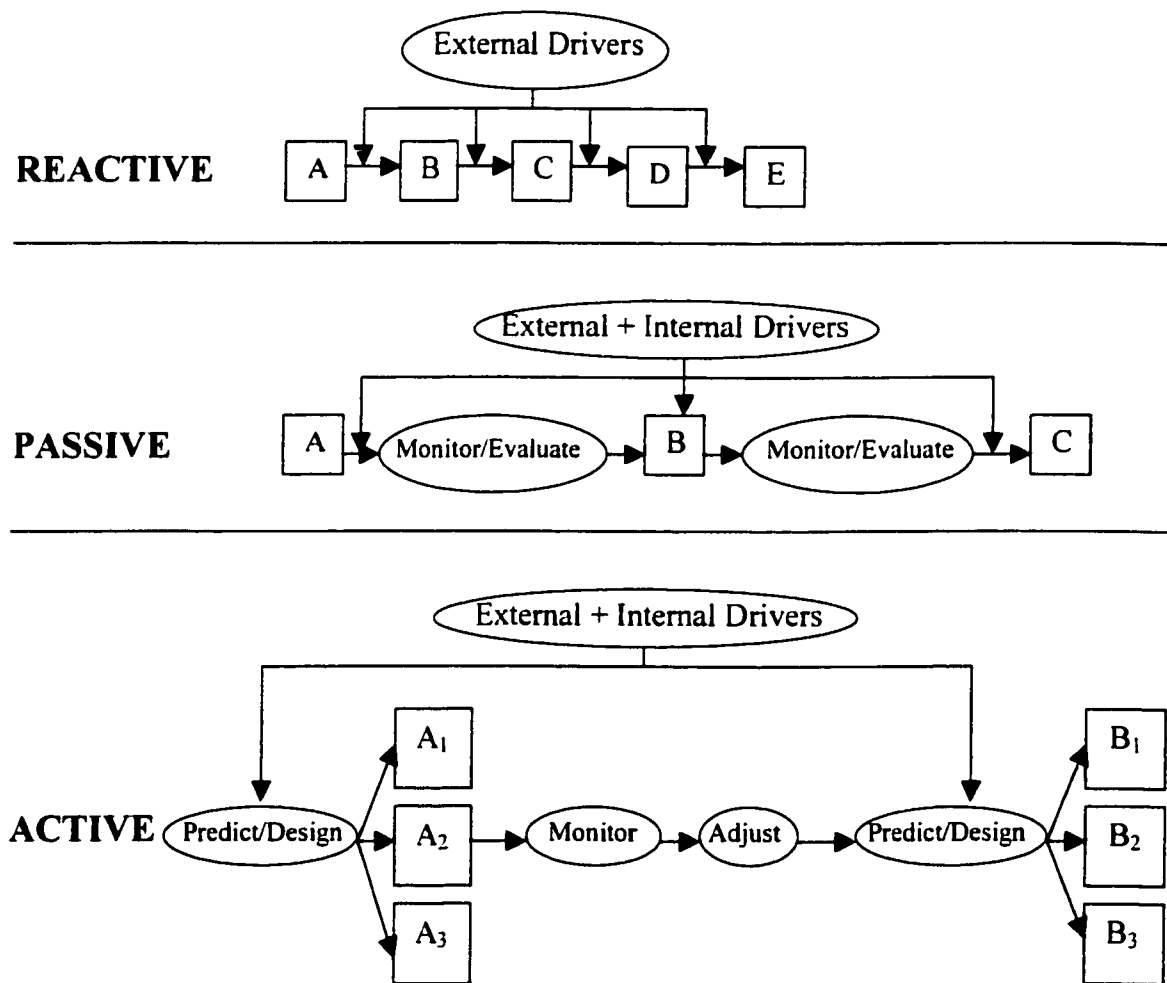 External Drivers
REACTIVE
A
B
C
D
E
External + Internal Drivers
PASSIVE
A
Monitor/Evaluate
B
Monitor/Evaluate
C
External + Internal Drivers
ACTIVE
Predict/Design
A₁
A₂
A₃
Monitor
Adjust
Predict/Design
B₁
B₂
B₃